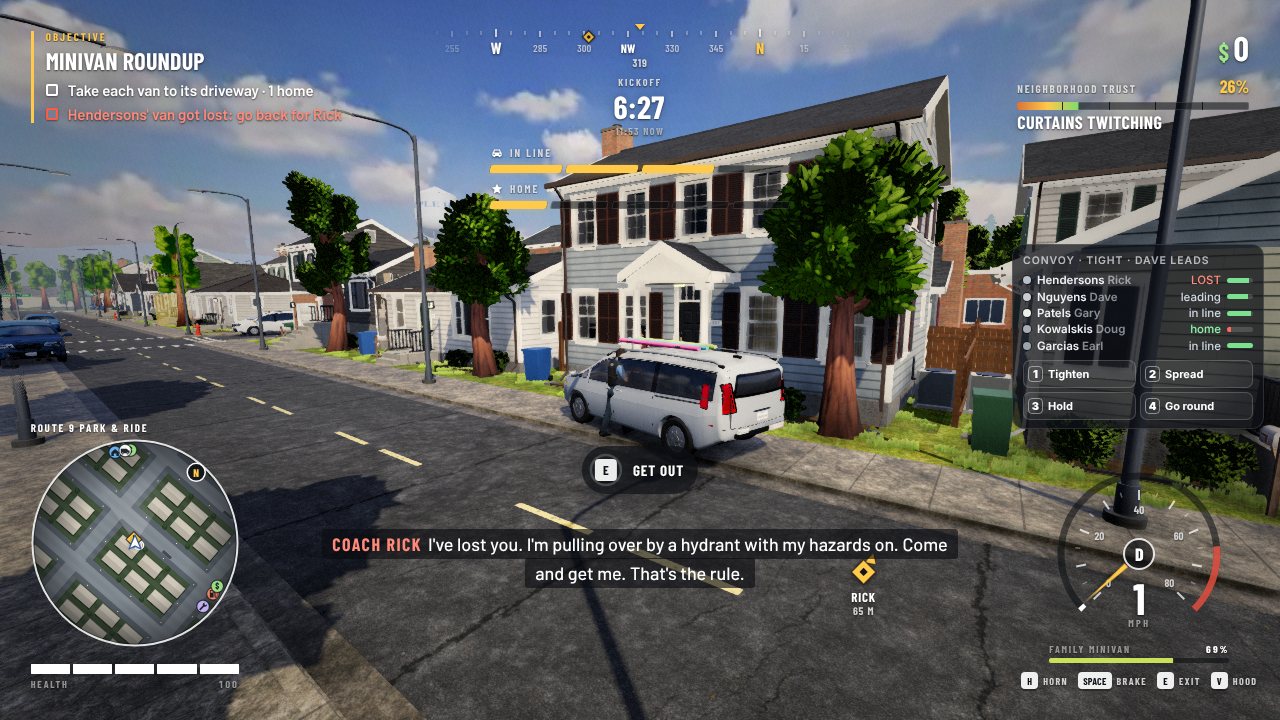 OBJECTIVE
MINIVAN ROUNDUP
Take each van to its driveway · 1 home
Hendersons' van got lost: go back for Rick
255 W 285 300 NW 330 345 N 15
319
KICKOFF
6:27
11:53 NOW
IN LINE
HOME
$0
NEIGHBORHOOD TRUST 26%
CURTAINS TWITCHING
CONVOY · TIGHT · DAVE LEADS
Hendersons Rick LOST
Nguyens Dave leading
Patels Gary in line
Kowalskis Doug home
Garcias Earl in line
1 Tighten 2 Spread
3 Hold 4 Go round
ROUTE 9 PARK & RIDE
N
$
E GET OUT
COACH RICK I've lost you. I'm pulling over by a hydrant with my hazards on. Come
and get me. That's the rule.
RICK
65 M
HEALTH 100
0 20 40 60 80
D
1
MPH
FAMILY MINIVAN 69%
H HORN SPACE BRAKE E EXIT V HOOD